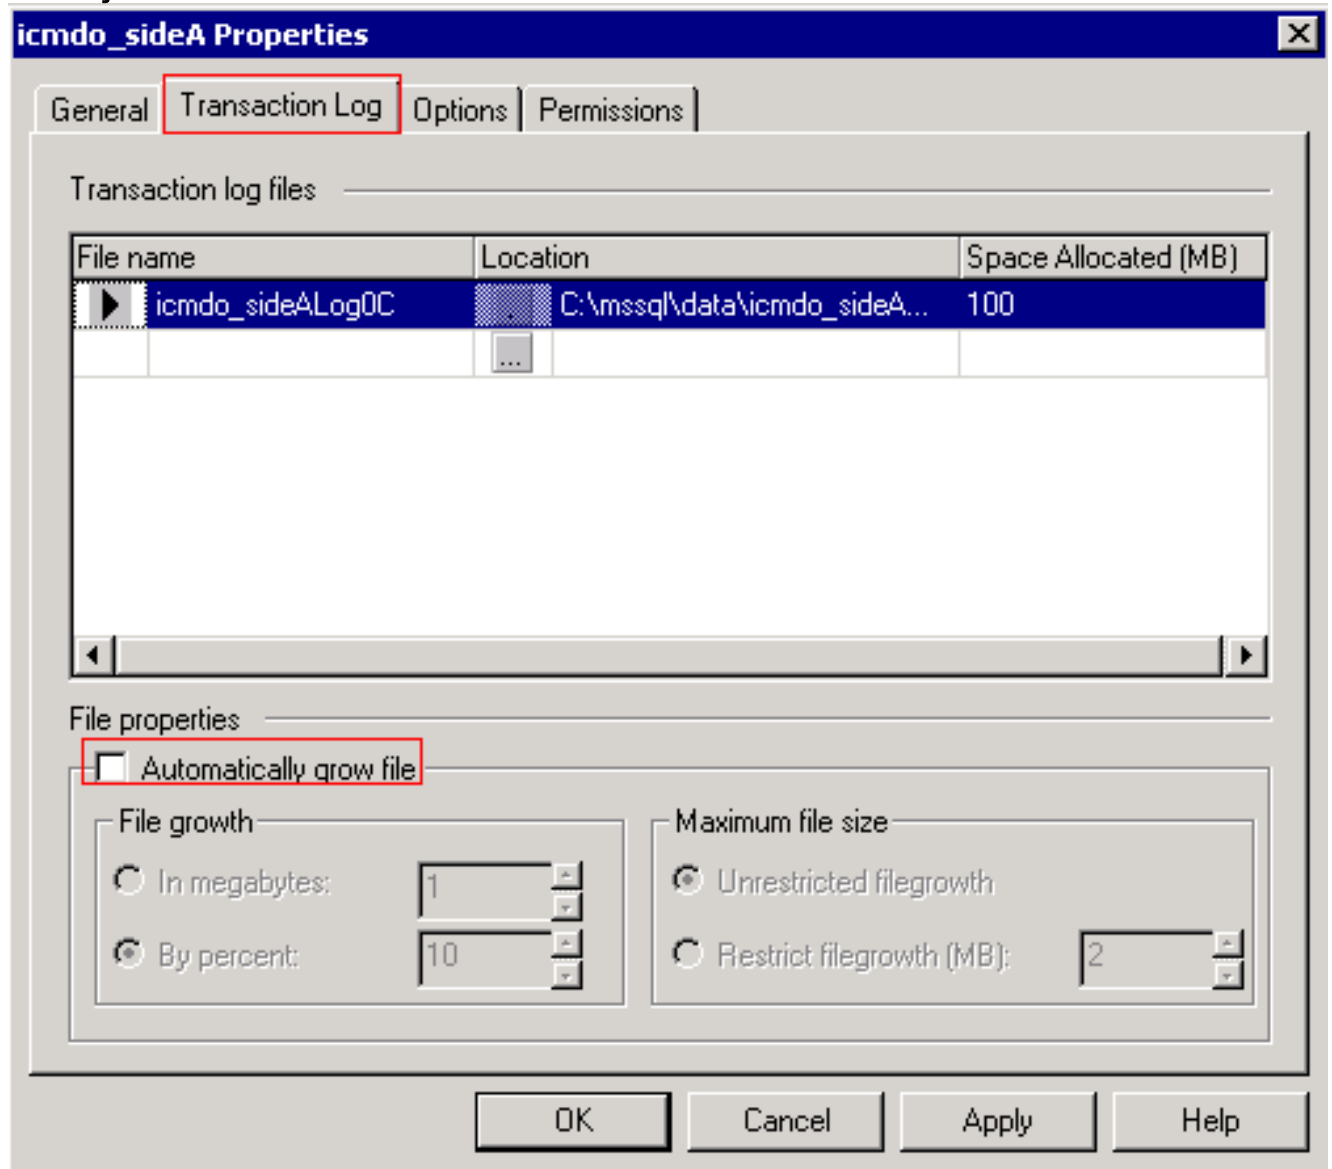 icmdo_sideA Properties
General Transaction Log Options Permissions
Transaction log files
File name Location Space Allocated (MB)
icmdo_sideALog0C . C:\mssql\data\icmdo_sideA... 100
...
File properties
Automatically grow file
File growth Maximum file size
In megabytes: 1 Unrestricted filegrowth
By percent: 10 Restrict filegrowth (MB): 2
OK Cancel Apply Help